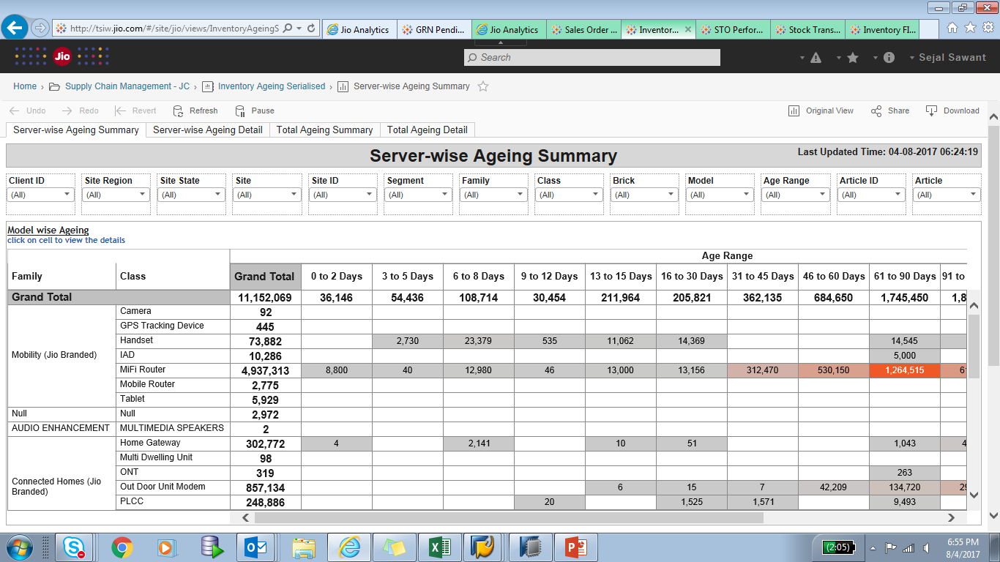 http://tsiw.jio.com/#/site/jio/views/InventoryAgeingS
Jio Analytics
GRN Pendi...
Jio Analytics
Sales Order ...
Inventor...
STO Perfor...
Stock Trans...
Inventory FI...
Jio
Search
Sejal Sawant
Home › Supply Chain Management - JC › Inventory Ageing Serialised › Server-wise Ageing Summary
Undo Redo Revert Refresh Pause Original View Share Download
Server-wise Ageing Summary Server-wise Ageing Detail Total Ageing Summary Total Ageing Detail
Server-wise Ageing Summary
Last Updated Time: 04-08-2017 06:24:19
Client ID Site Region Site State Site Site ID Segment Family Class Brick Model Age Range Article ID Article
(All) (All) (All) (All) (All) (All) (All) (All) (All) (All) (All) (All) (All)
Model wise Ageing
click on cell to view the details
Age Range
Family Class Grand Total 0 to 2 Days 3 to 5 Days 6 to 8 Days 9 to 12 Days 13 to 15 Days 16 to 30 Days 31 to 45 Days 46 to 60 Days 61 to 90 Days 91 to
Grand Total 11,152,069 36,146 54,436 108,714 30,454 211,964 205,821 362,135 684,650 1,745,450 1,8
Camera 92
GPS Tracking Device 445
Handset 73,882 2,730 23,379 535 11,062 14,369 14,545
Mobility (Jio Branded) IAD 10,286 5,000
MiFi Router 4,937,313 8,800 40 12,980 46 13,000 13,156 312,470 530,150 1,264,515 6
Mobile Router 2,775
Tablet 5,929
Null Null 2,972
AUDIO ENHANCEMENT MULTIMEDIA SPEAKERS 2
Home Gateway 302,772 4 2,141 10 51 1,043 4
Multi Dwelling Unit 98
ONT 319 263
Connected Homes (Jio
Branded)
Out Door Unit Modem 857,134 6 15 7 42,209 134,720 29
PLCC 248,886 20 1,525 1,571 9,493
(2:05)
6:55 PM
8/4/2017